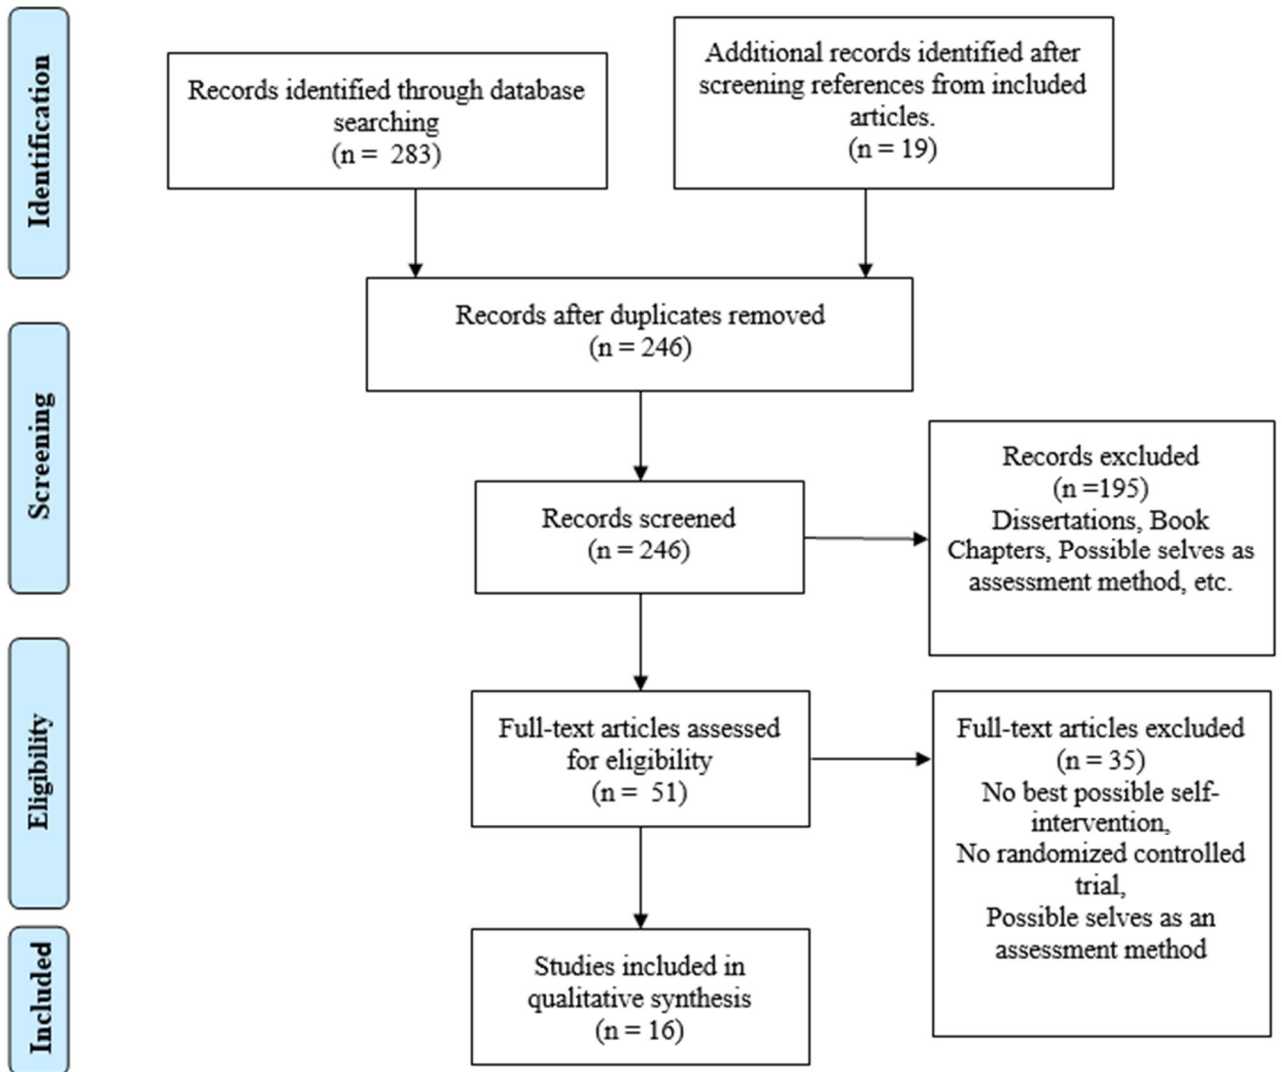 Identification
Records identified through database
searching
(n =  283)
Additional records identified after
screening references from included
articles.
(n = 19)
Screening
Records after duplicates removed
(n = 246)
Records screened
(n = 246)
Records excluded
(n =195)
Dissertations, Book
Chapters, Possible selves as
assessment method, etc.
Eligibility
Full-text articles assessed
for eligibility
(n =  51)
Full-text articles excluded
(n = 35)
No best possible self-
intervention,
No randomized controlled
trial,
Possible selves as an
assessment method
Included
Studies included in
qualitative synthesis
(n = 16)